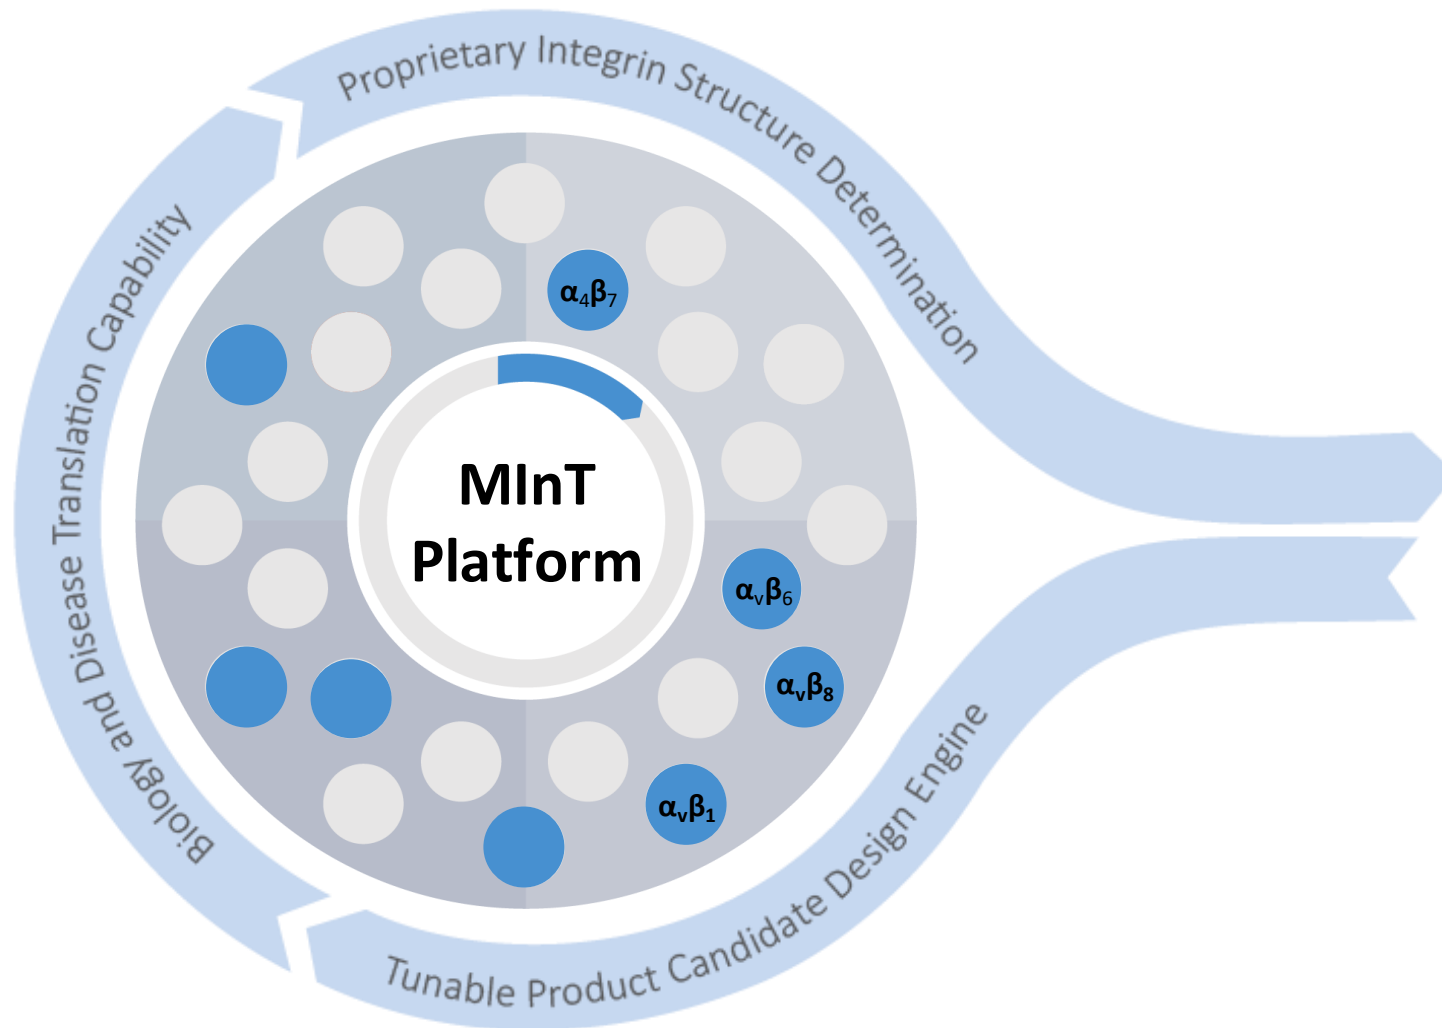 Proprietary Integrin Structure Determination
Biology and Disease Translation Capability
α₄β₇
MInT
Platform
αᵥβ₆
αᵥβ₈
αᵥβ₁
Tunable Product Candidate Design Engine